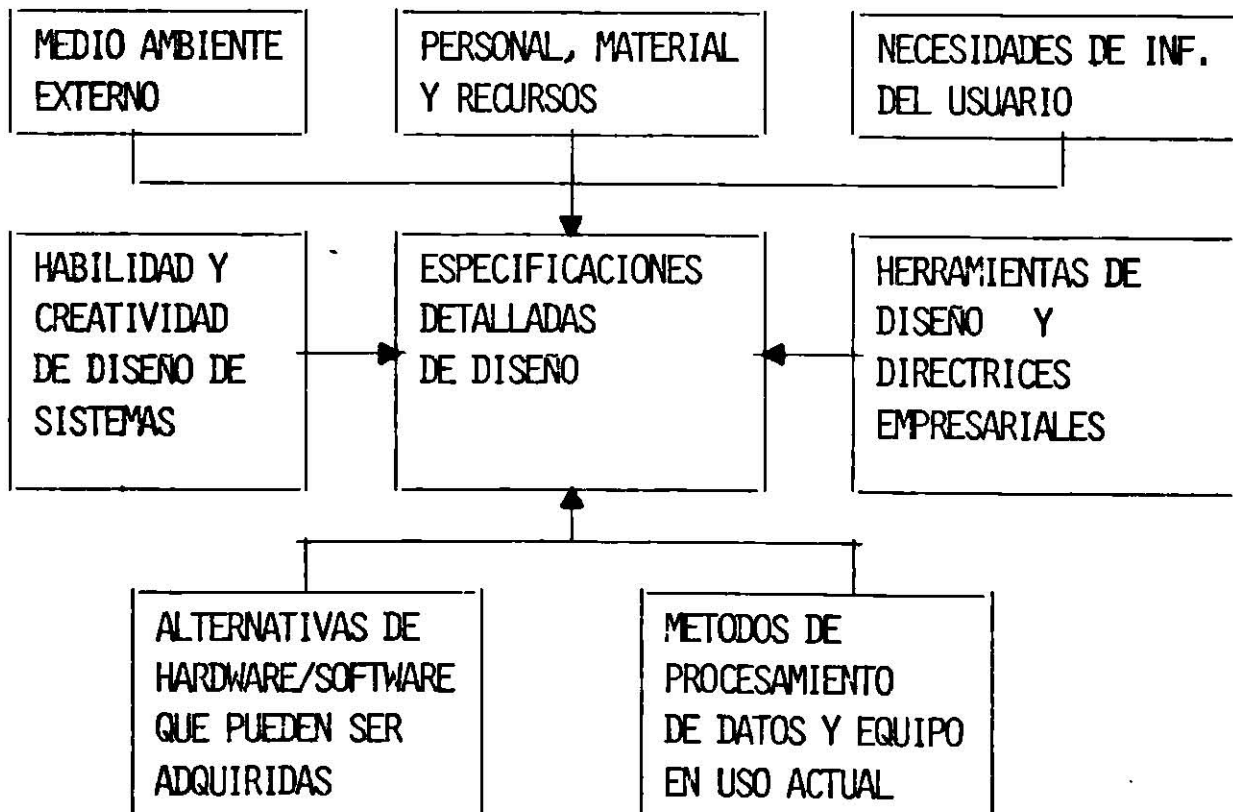 MEDIO AMBIENTE
EXTERNO
PERSONAL, MATERIAL
Y RECURSOS
NECESIDADES DE INF.
DEL USUARIO
HABILIDAD Y
CREATIVIDAD
DE DISEÑO DE
SISTEMAS
ESPECIFICACIONES
DETALLADAS
DE DISEÑO
HERRAMIENTAS DE
DISEÑO Y
DIRECTRICES
EMPRESARIALES
ALTERNATIVAS DE
HARDWARE/SOFTWARE
QUE PUEDEN SER
ADQUIRIDAS
METODOS DE
PROCESAMIENTO
DE DATOS Y EQUIPO
EN USO ACTUAL